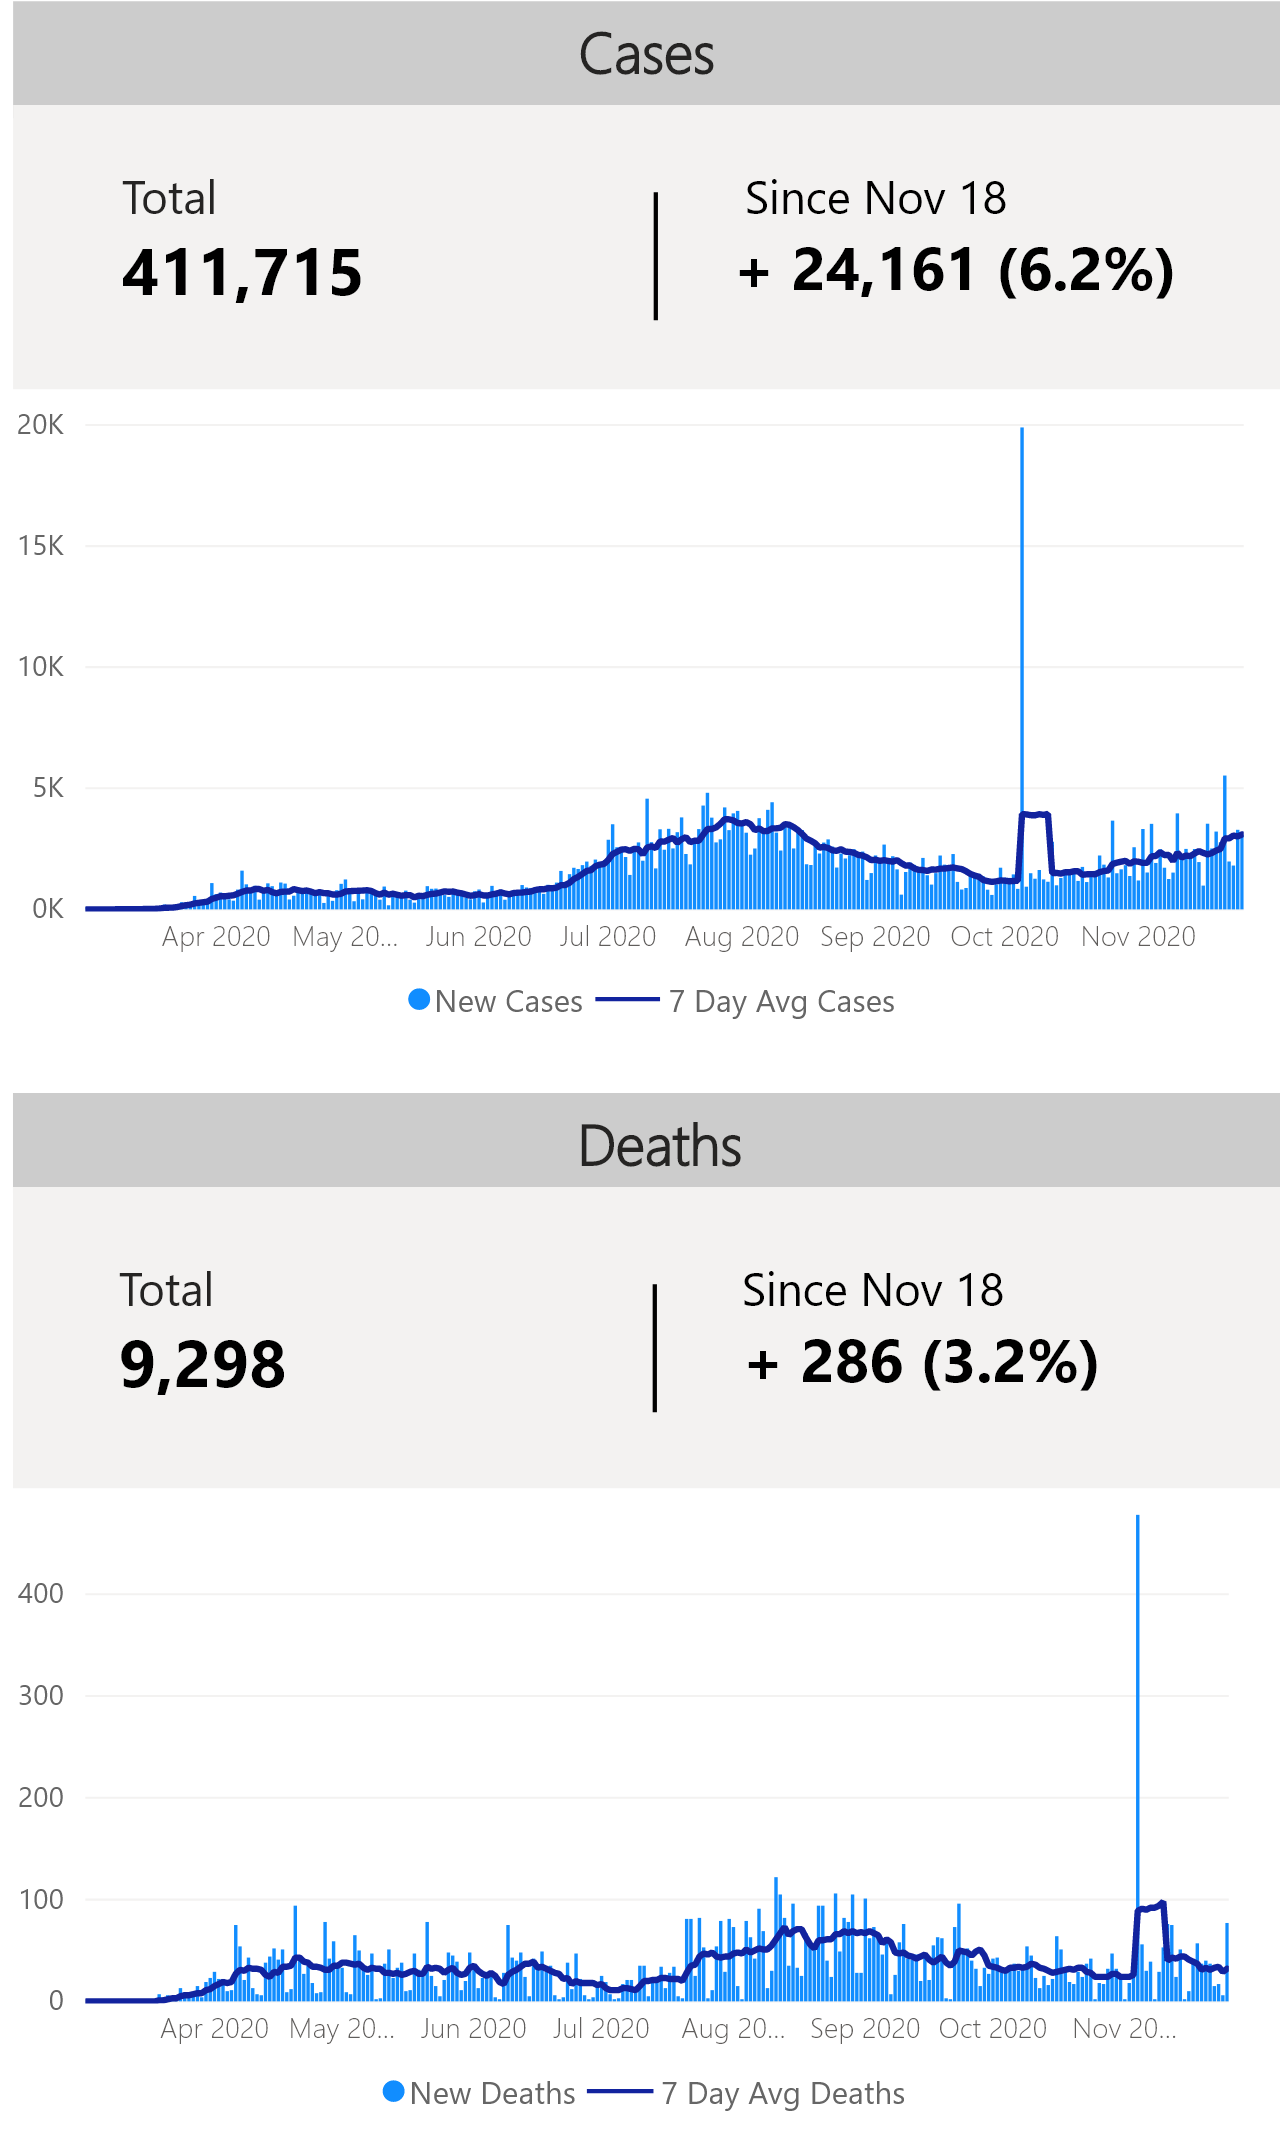 Cases
Total
Since Nov 18
411,715
+ 24,161 (6.2%)
20K
15K
10K
5K
0K
Apr 2020 May 20... Jun 2020 Jul 2020 Aug 2020 Sep 2020 Oct 2020 Nov 2020
New Cases 7 Day Avg Cases
Deaths
Total
Since Nov 18
9,298
+ 286 (3.2%)
400
300
200
100
0
Apr 2020 May 20... Jun 2020 Jul 2020 Aug 20... Sep 2020 Oct 2020 Nov 20...
New Deaths 7 Day Avg Deaths